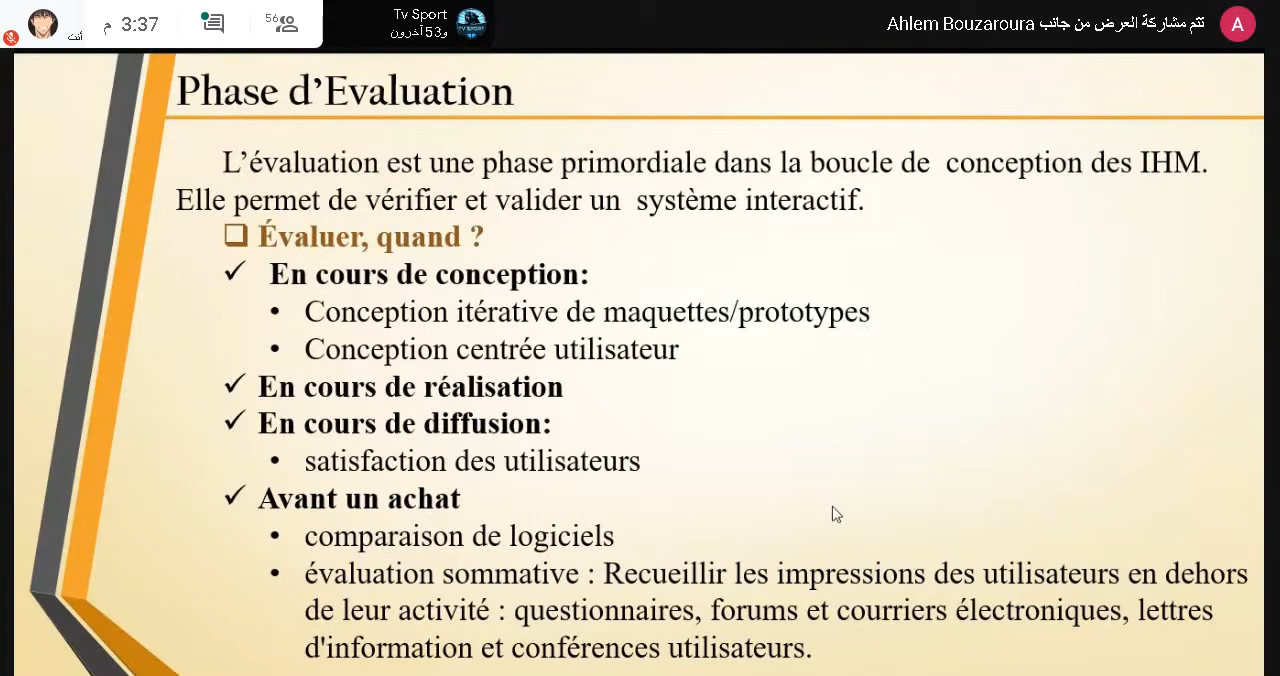 أنت
3:37 م
56
Tv Sport
و53 آخرون
TV SPORT
تتم مشاركة العرض من جانب Ahlem Bouzaroura
A
Phase d’Evaluation
L’évaluation est une phase primordiale dans la boucle de conception des IHM.
Elle permet de vérifier et valider un système interactif.
❑ Évaluer, quand ?
✓ En cours de conception:
• Conception itérative de maquettes/prototypes
• Conception centrée utilisateur
✓ En cours de réalisation
✓ En cours de diffusion:
• satisfaction des utilisateurs
✓ Avant un achat
• comparaison de logiciels
• évaluation sommative : Recueillir les impressions des utilisateurs en dehors
de leur activité : questionnaires, forums et courriers électroniques, lettres
d'information et conférences utilisateurs.